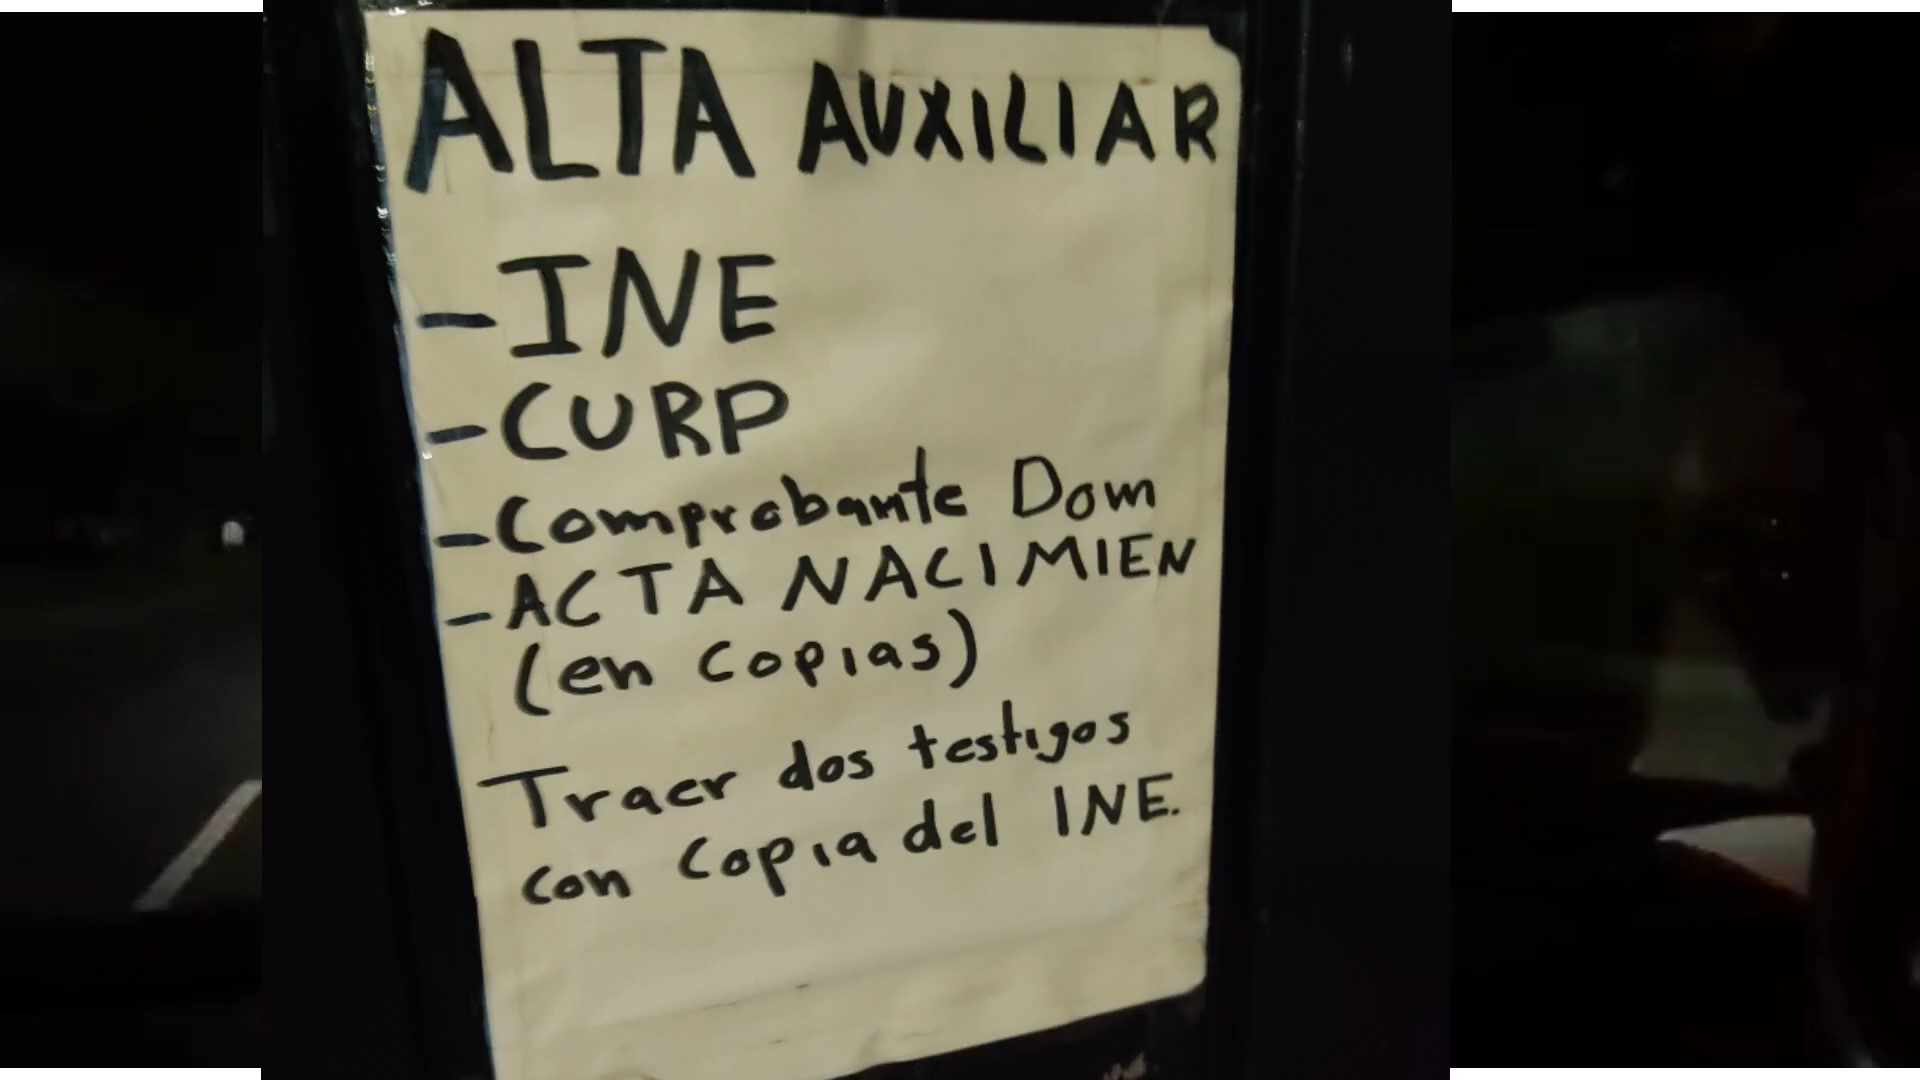 ALTA AUXILIAR
-INE
-CURP
-Comprobante Dom
-ACTA NACIMIEN
(en copias)
Traer dos testigos
con copia del INE.